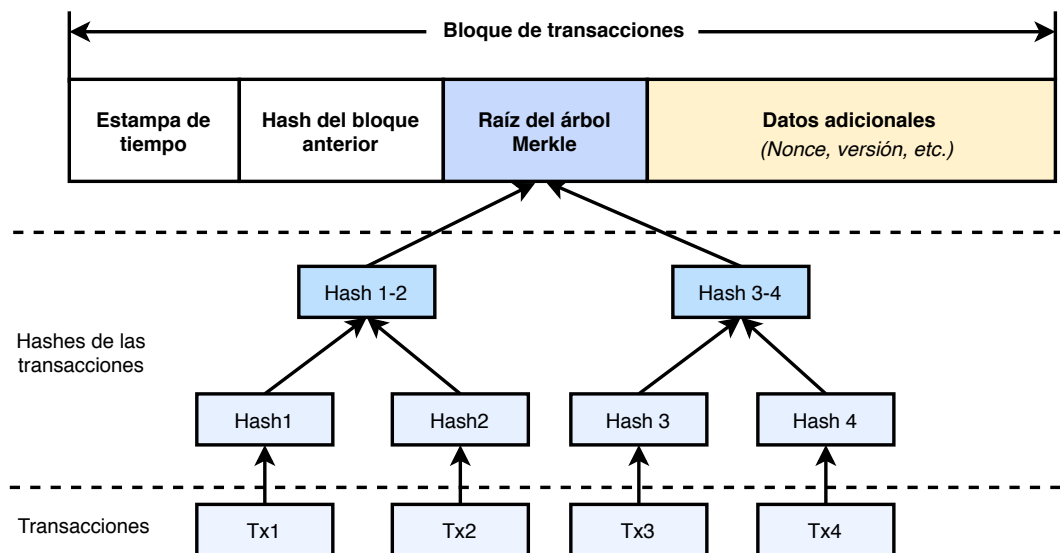 Bloque de transacciones
Estampa de
tiempo
Hash del bloque
anterior
Raíz del árbol
Merkle
Datos adicionales
(Nonce, versión, etc.)
Hash 1-2
Hash 3-4
Hashes de las
transacciones
Hash1
Hash2
Hash 3
Hash 4
Transacciones
Tx1
Tx2
Tx3
Tx4